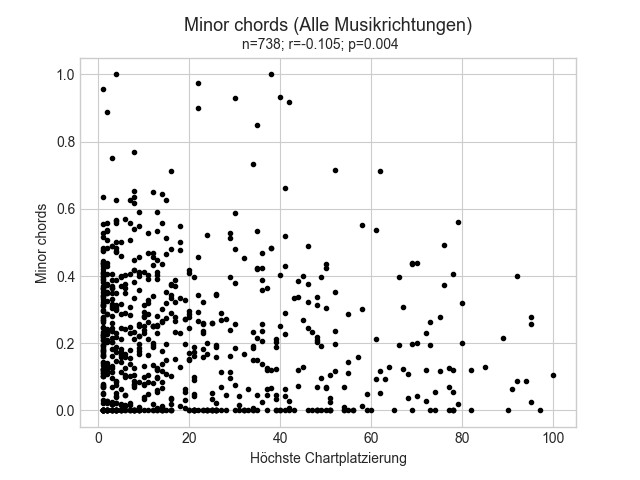 Minor chords (Alle Musikrichtungen)
n=738; r=-0.105; p=0.004
1.0
0.8
0.6
0.4
0.2
0.0
Minor chords
0 20 40 60 80 100
Höchste Chartplatzierung